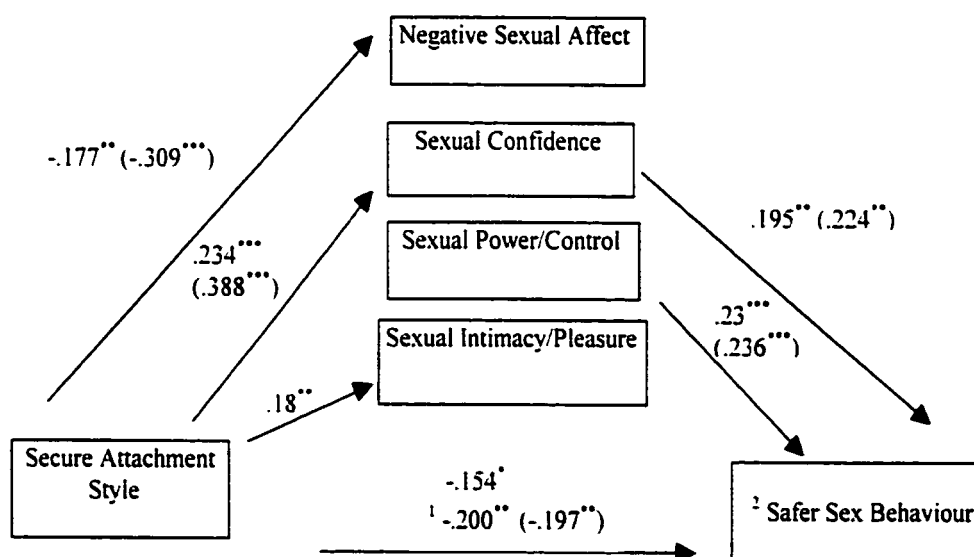 Negative Sexual Affect
-.177** (-.309***)
Sexual Confidence
.195** (.224**)
.234***
(.388***)
Sexual Power/Control
.23***
(.236***)
Sexual Intimacy/Pleasure
.18**
Secure Attachment
Style
-.154*
¹ -.200** (-.197**)
² Safer Sex Behaviour